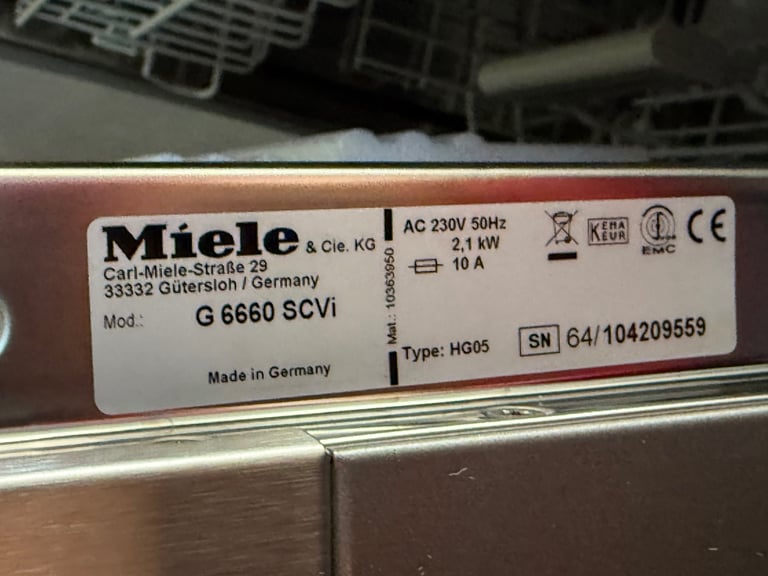 Miele & Cie. KG
Carl-Miele-Straße 29
33332 Gütersloh / Germany
Mod.: G 6660 SCVi
Made in Germany
Mat.: 10363950
AC 230V 50Hz
2,1 kW
10 A
KEMA
KEUR
EMC
CE
Type: HG05
SN 64/104209559